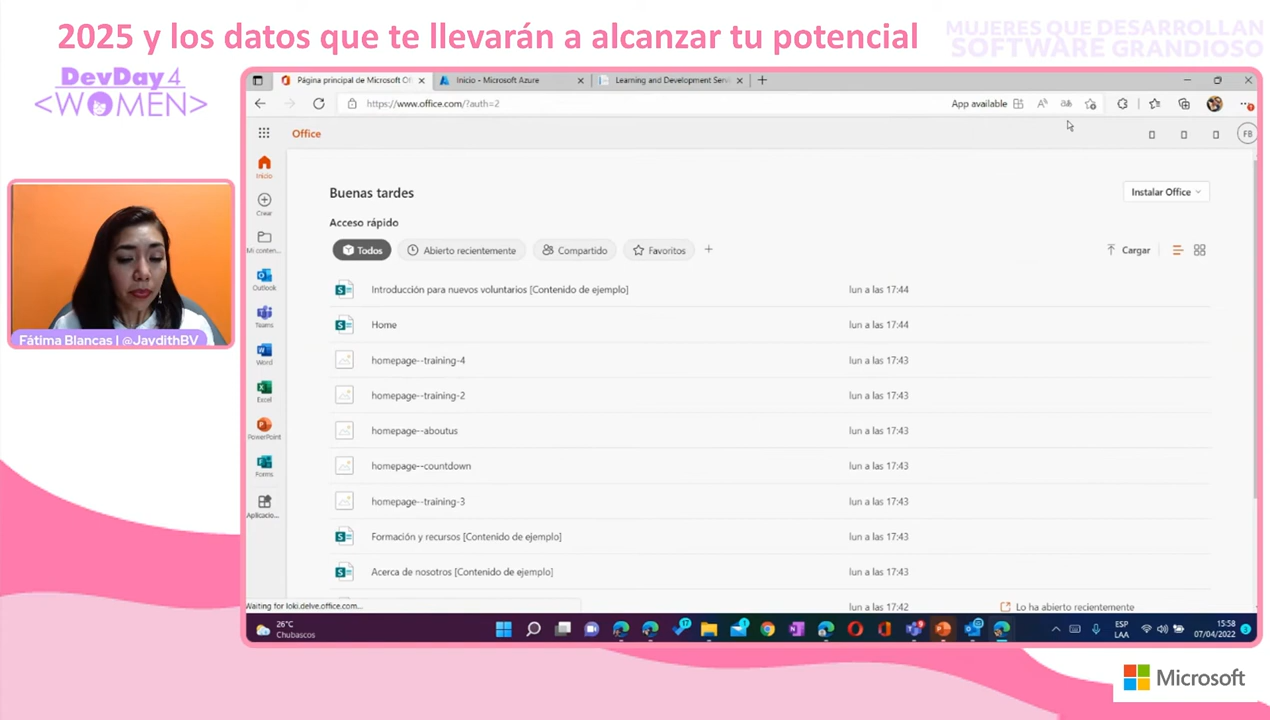 2025 y los datos que te llevarán a alcanzar tu potencial
MUJERES QUE DESARROLLAN
SOFTWARE GRANDIOSO
DevDay4
<WOMEN>
Fátima Blancas | @JaydithBV
Página principal de Microsoft Of
Inicio - Microsoft Azure
Learning and Development Servi
https://www.office.com/?auth=2
App available
Office
FB
Inicio
Crear
Mi conten...
Outlook
Teams
Word
Excel
PowerPoint
Forms
Aplicacio...
Buenas tardes
Instalar Office
Acceso rápido
Todos
Abierto recientemente
Compartido
Favoritos
Cargar
Introducción para nuevos voluntarios [Contenido de ejemplo] lun a las 17:44
Home lun a las 17:44
homepage--training-4 lun a las 17:43
homepage--training-2 lun a las 17:43
homepage--aboutus lun a las 17:43
homepage--countdown lun a las 17:43
homepage--training-3 lun a las 17:43
Formación y recursos [Contenido de ejemplo] lun a las 17:43
Acerca de nosotros [Contenido de ejemplo] lun a las 17:43
lun a las 17:42 Lo ha abierto recientemente
Waiting for loki.delve.office.com...
26°C
Chubascos
ESP
LAA
15:58
07/04/2022
Microsoft